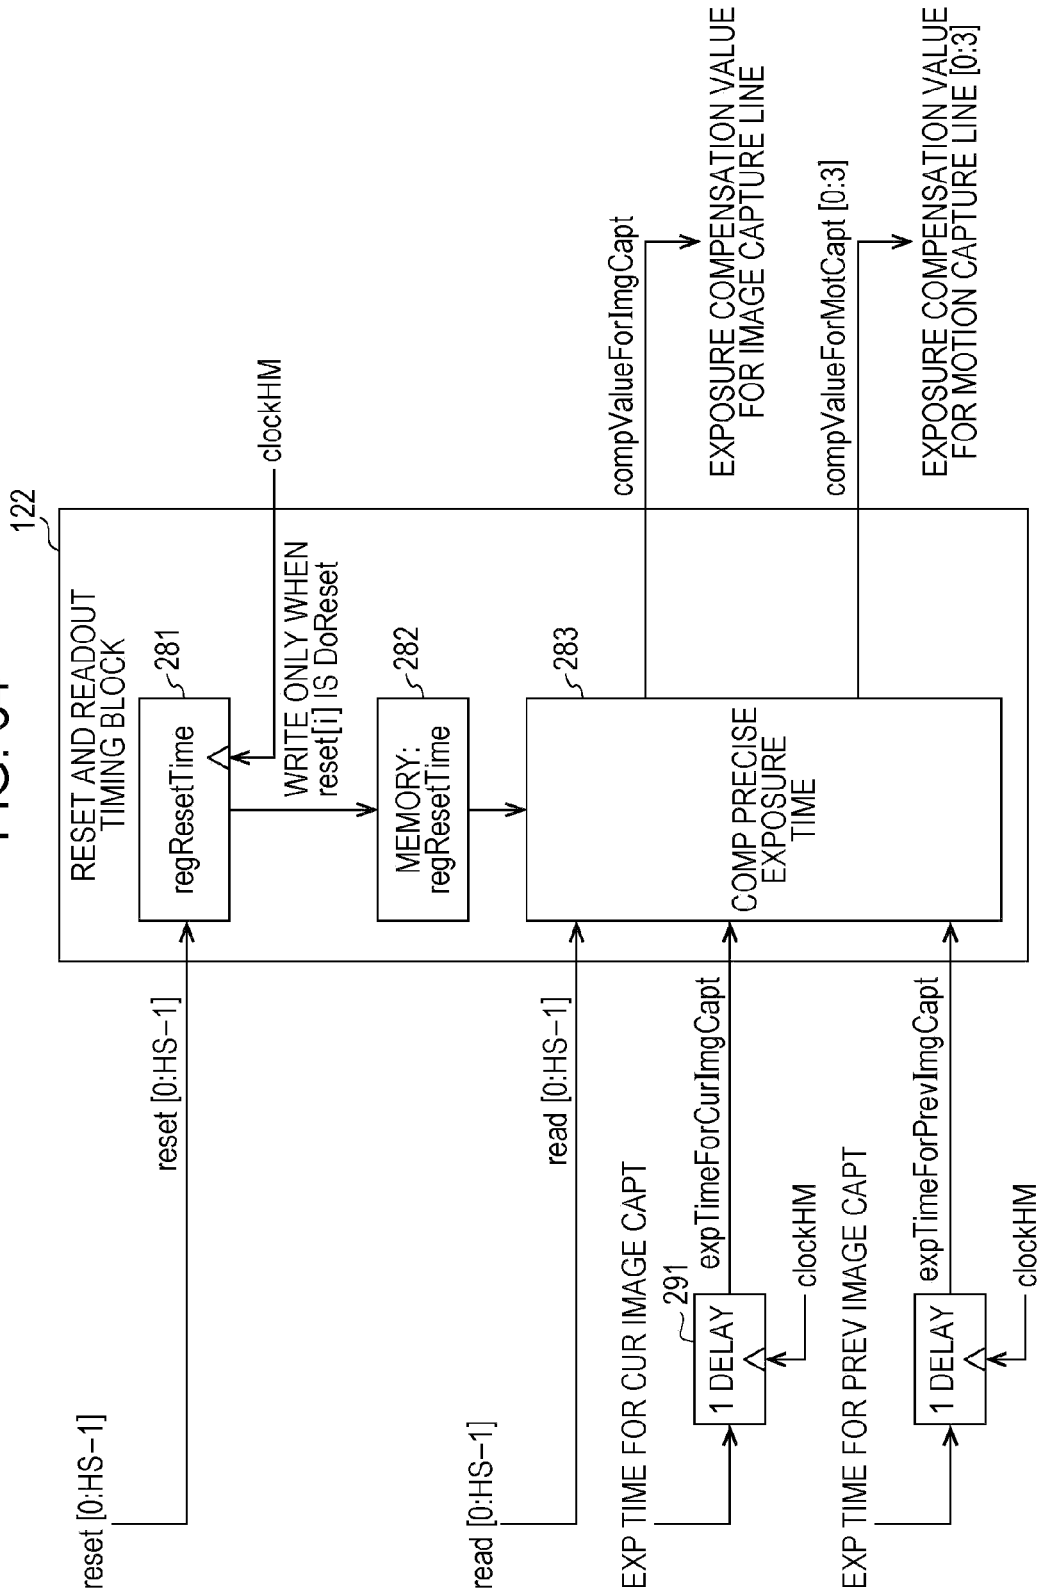 122
RESET AND READOUT
TIMING BLOCK
reset [0:HS−1]
reset [0:HS−1]
281
regResetTime
clockHM
WRITE ONLY WHEN
reset[i] IS DoReset
282
MEMORY:
regResetTime
283
read [0:HS−1]
read [0:HS−1]
COMP PRECISE
EXPOSURE
TIME
EXP TIME FOR CUR IMAGE CAPT
291
1 DELAY
clockHM
expTimeForCurImgCapt
EXP TIME FOR PREV IMAGE CAPT
1 DELAY
clockHM
expTimeForPrevImgCapt
compValueForImgCapt
EXPOSURE COMPENSATION VALUE
FOR IMAGE CAPTURE LINE
compValueForMotCapt [0:3]
EXPOSURE COMPENSATION VALUE
FOR MOTION CAPTURE LINE [0:3]